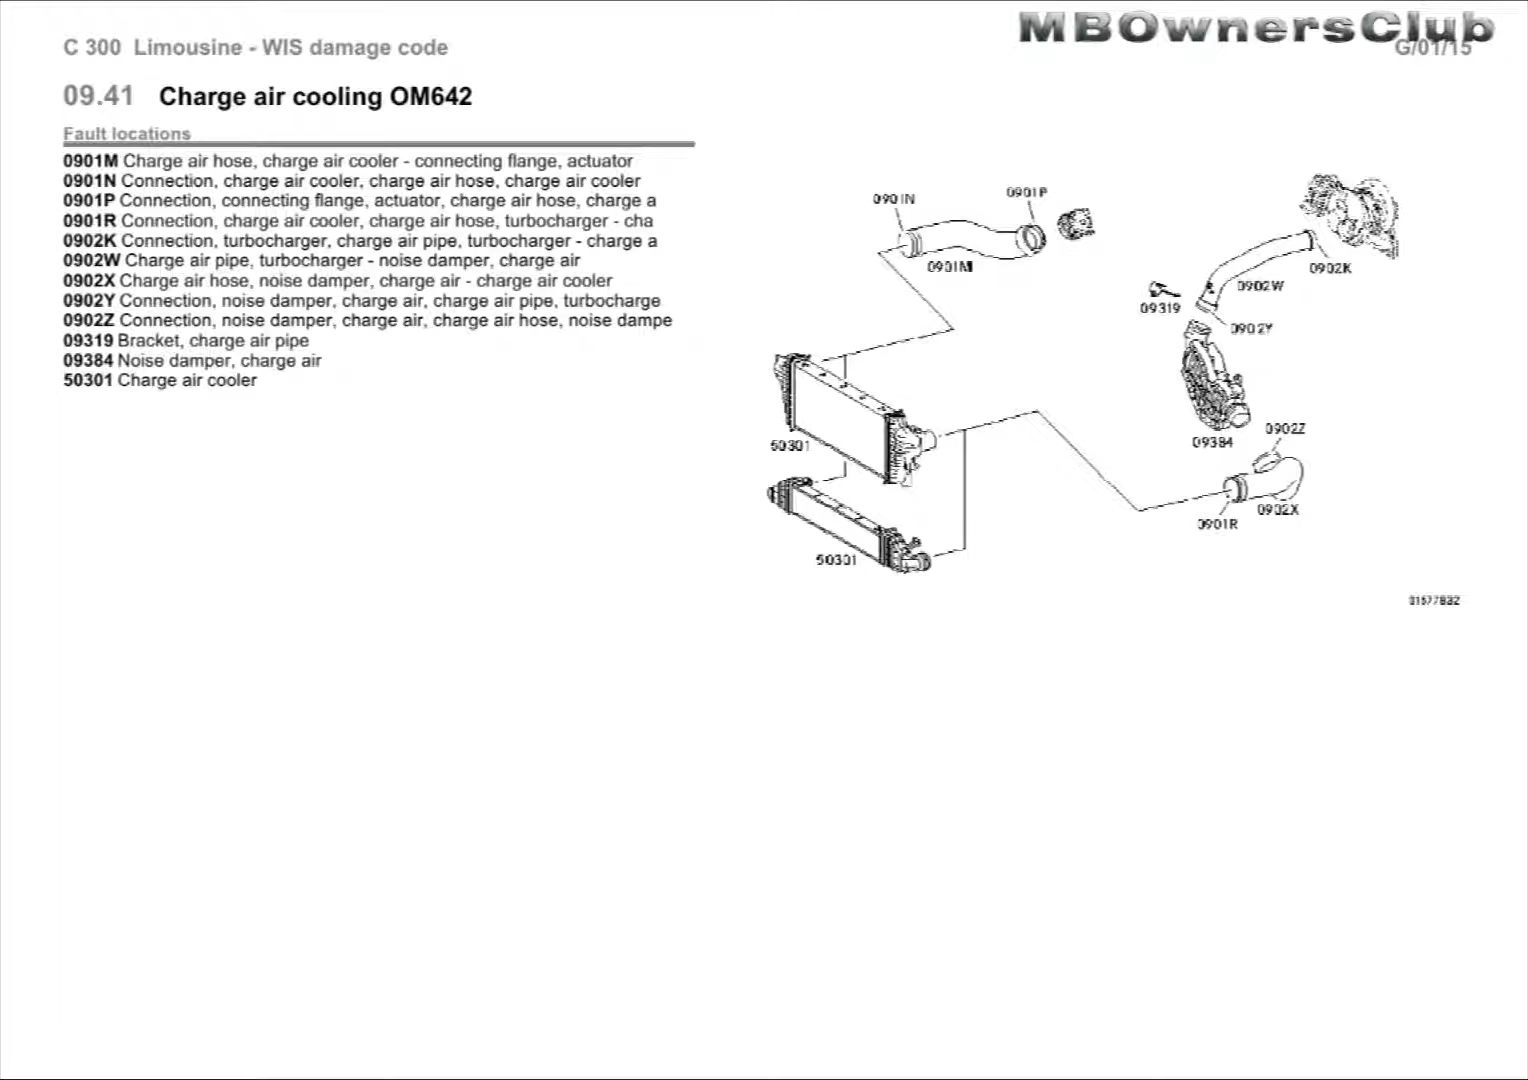 MBOwnersClub
C 300 Limousine - WIS damage code
G/01/15
09.41 Charge air cooling OM642
Fault locations
0901M Charge air hose, charge air cooler - connecting flange, actuator
0901N Connection, charge air cooler, charge air hose, charge air cooler
0901P Connection, connecting flange, actuator, charge air hose, charge a
0901R Connection, charge air cooler, charge air hose, turbocharger - cha
0902K Connection, turbocharger, charge air pipe, turbocharger - charge a
0902W Charge air pipe, turbocharger - noise damper, charge air
0902X Charge air hose, noise damper, charge air - charge air cooler
0902Y Connection, noise damper, charge air, charge air pipe, turbocharge
0902Z Connection, noise damper, charge air, charge air hose, noise dampe
09319 Bracket, charge air pipe
09384 Noise damper, charge air
50301 Charge air cooler
0901N
0901P
0901M
0902K
0902W
09319
0902Y
0902Z
09384
50301
0902X
0901R
50301